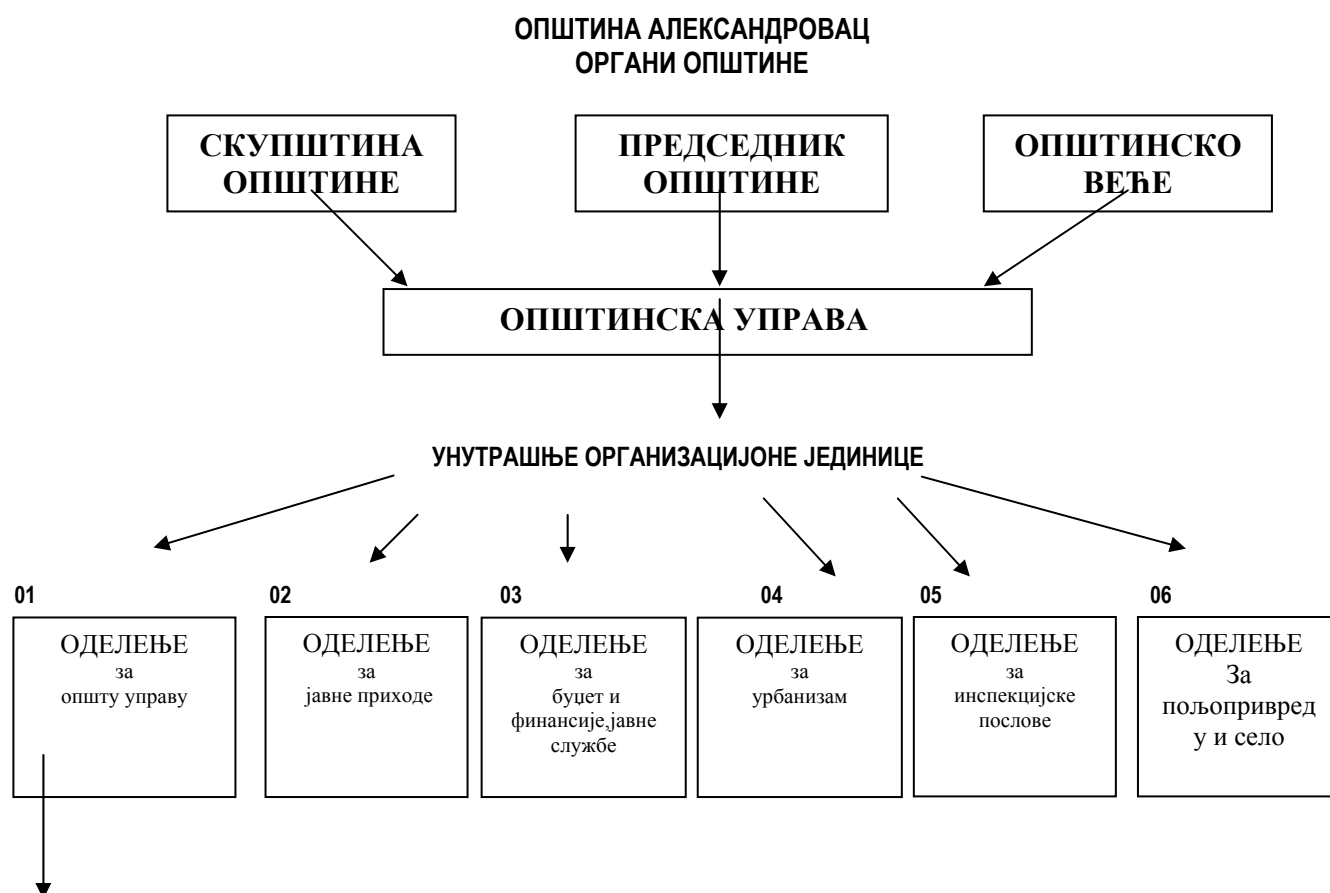 ОПШТИНА АЛЕКСАНДРОВАЦ
ОРГАНИ ОПШТИНЕ
СКУПШТИНА
ОПШТИНЕ
ПРЕДСЕДНИК
ОПШТИНЕ
ОПШТИНСКО
ВЕЋЕ
ОПШТИНСКА УПРАВА
УНУТРАШЊЕ ОРГАНИЗАЦИЈОНЕ ЈЕДИНИЦЕ
01
ОДЕЛЕЊЕ
за
општу управу
02
ОДЕЛЕЊЕ
за
јавне приходе
03
ОДЕЛЕЊЕ
за
буџет и
финансије,јавне
службе
04
ОДЕЛЕЊЕ
за
урбанизам
05
ОДЕЛЕЊЕ
за
инспекцијске
послове
06
ОДЕЛЕЊЕ
За
пољопривред
у и село